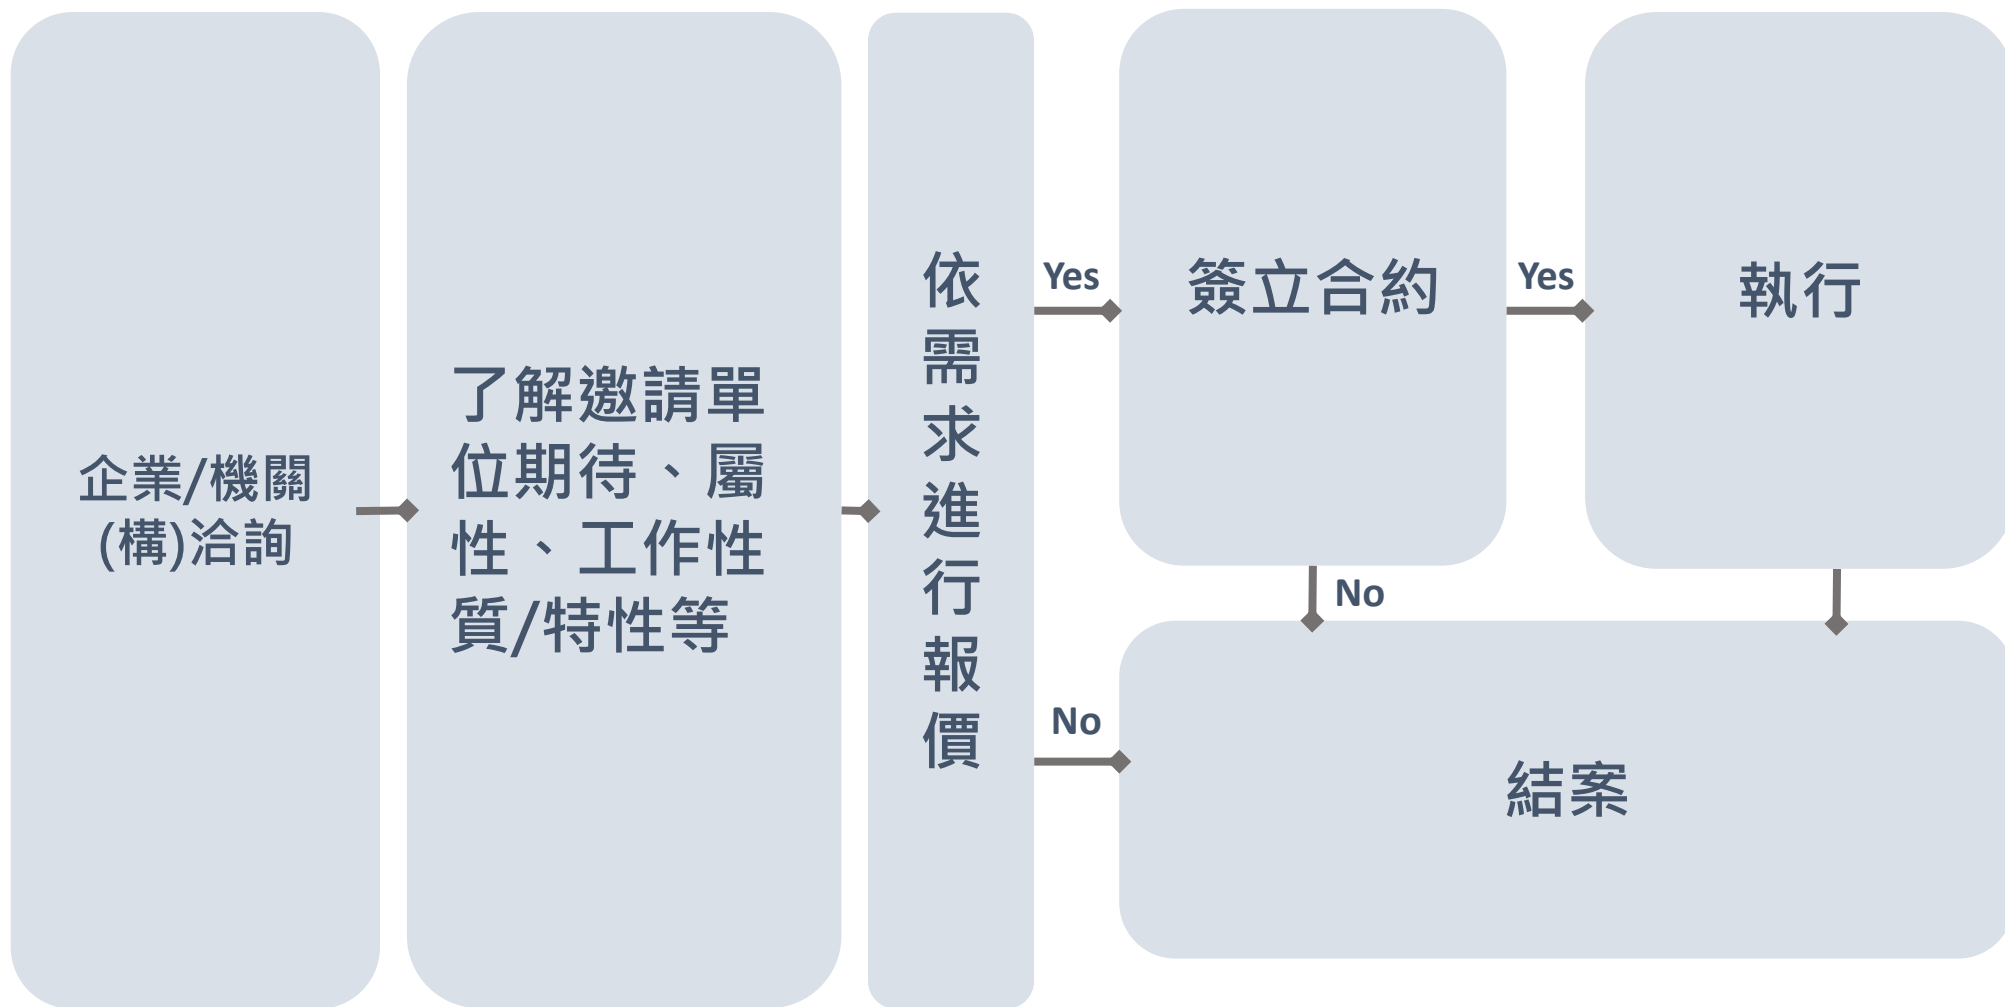 企業/機關
(構)洽詢
了解邀請單
位期待、屬
性、工作性
質/特性等
依需求進行報價
Yes
簽立合約
Yes
執行
No
No
結案